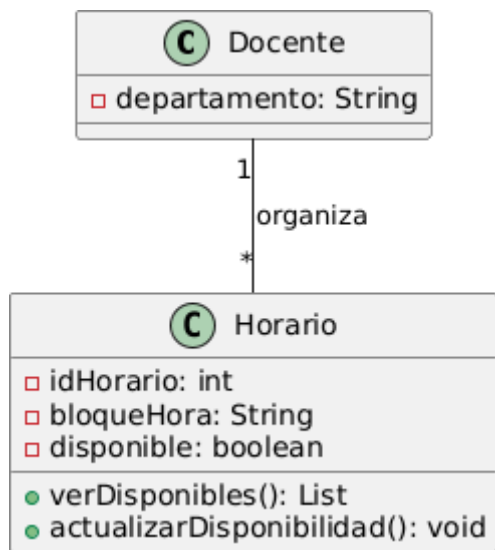 C Docente
departamento: String
1
organiza
*
C Horario
idHorario: int
bloqueHora: String
disponible: boolean
verDisponibles(): List
actualizarDisponibilidad(): void